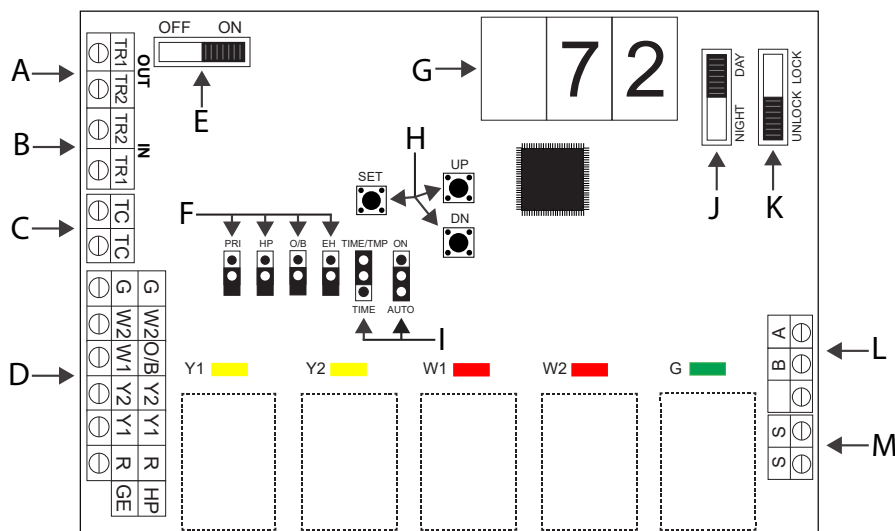 OFF ON
A
TR1
TR2
OUT
B
TR2
TR1
IN
C
TC
TC
D
G G
W2 W2
W1 O/B
Y2 Y2
Y1 Y1
R R
GE HP
E
G
72
H
SET
UP
DN
F
PRI HP O/B EH TIME/TMP ON
TIME AUTO
I
NIGHT DAY
UNLOCK LOCK
J
K
Y1 Y2 W1 W2 G
A
B
L
S
S
M